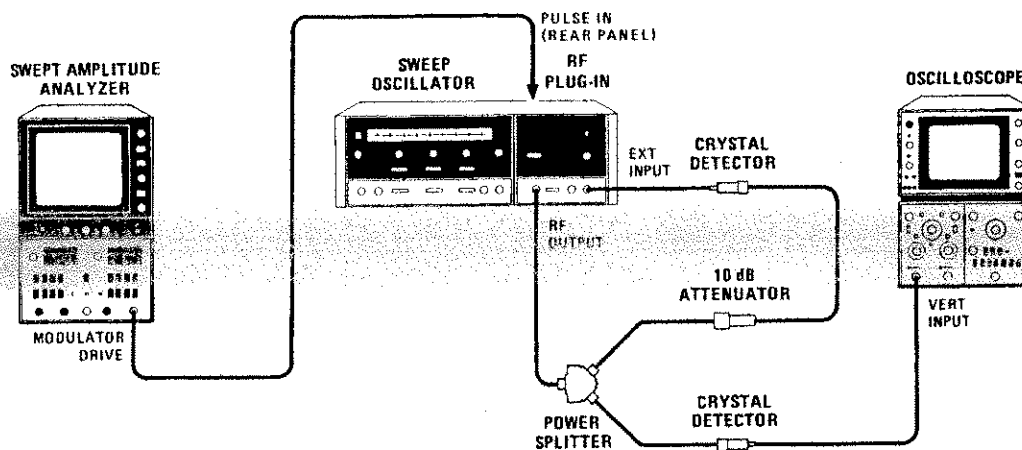 PULSE IN
(REAR PANEL)
SWEPT AMPLITUDE
ANALYZER
SWEEP
OSCILLATOR
RF
PLUG-IN
OSCILLOSCOPE
EXT
INPUT
CRYSTAL
DETECTOR
RF
OUTPUT
10 dB
ATTENUATOR
VERT
INPUT
MODULATOR
DRIVE
POWER
SPLITTER
CRYSTAL
DETECTOR